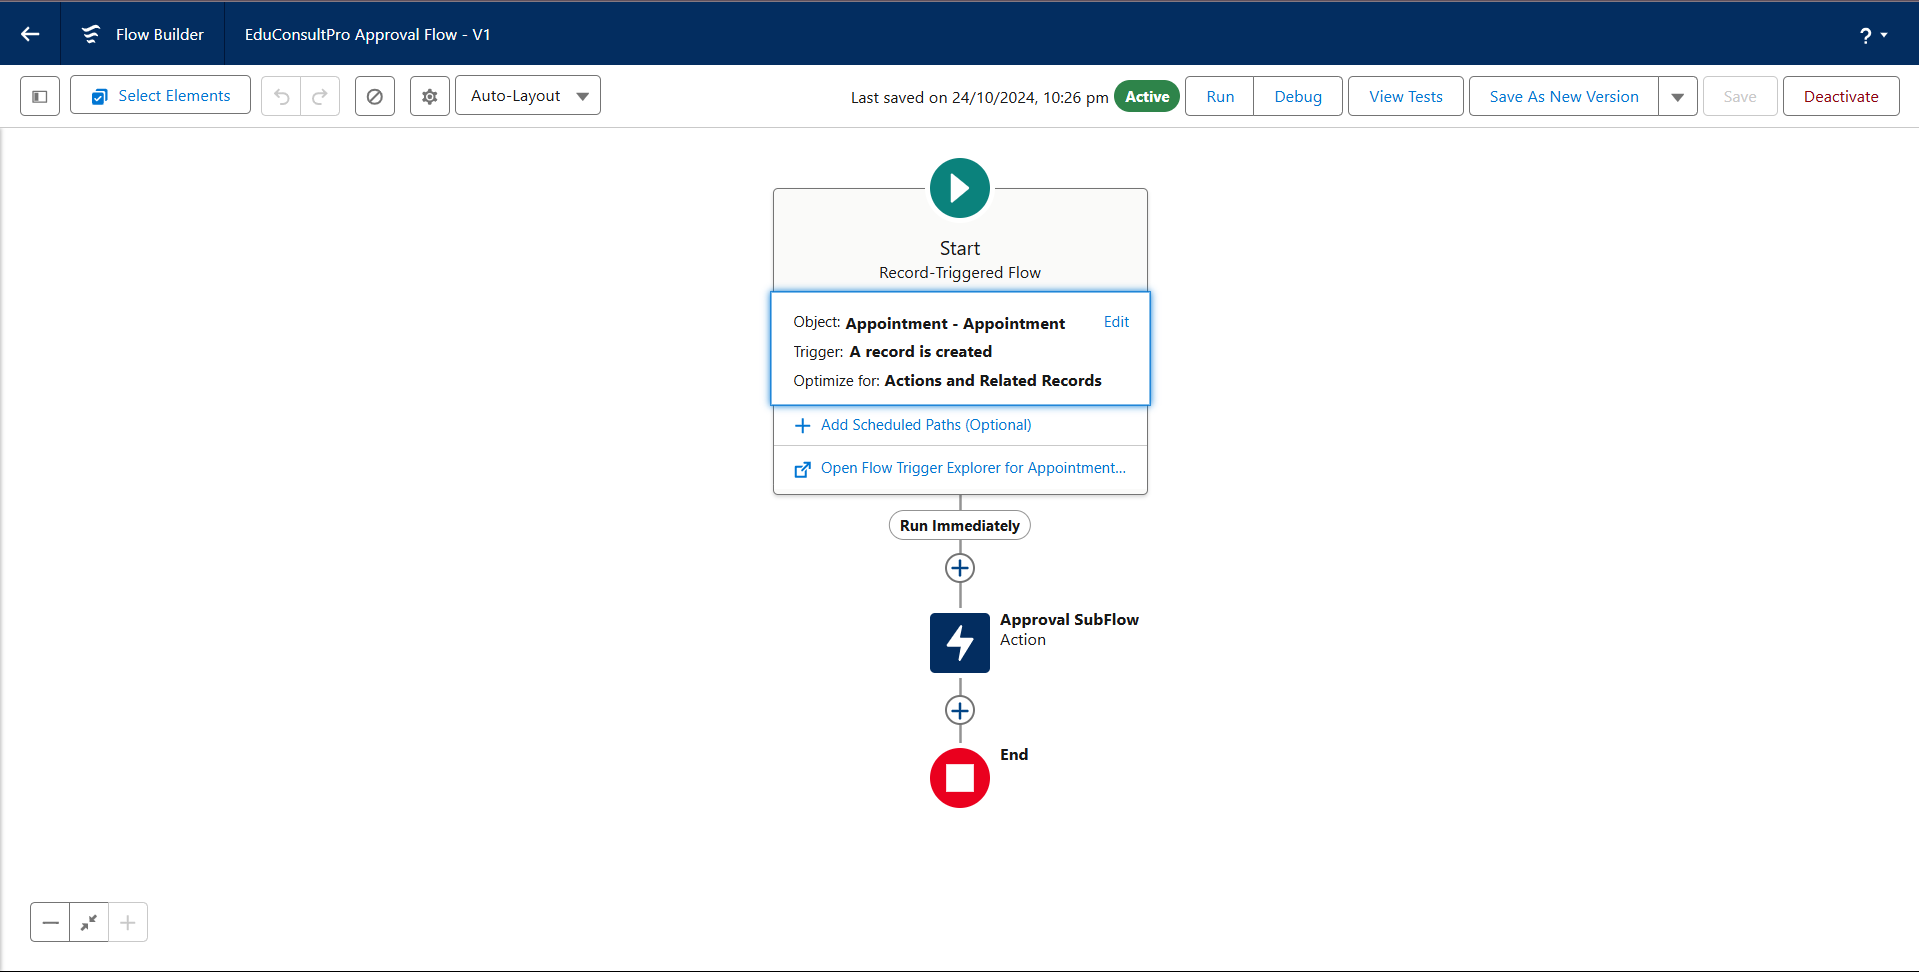 Flow Builder
EduConsultPro Approval Flow - V1
?
Select Elements
Auto-Layout
Last saved on 24/10/2024, 10:26 pm
Active
Run
Debug
View Tests
Save As New Version
Save
Deactivate
Start
Record-Triggered Flow
Object: Appointment - Appointment
Edit
Trigger: A record is created
Optimize for: Actions and Related Records
Add Scheduled Paths (Optional)
Open Flow Trigger Explorer for Appointment...
Run Immediately
Approval SubFlow
Action
End